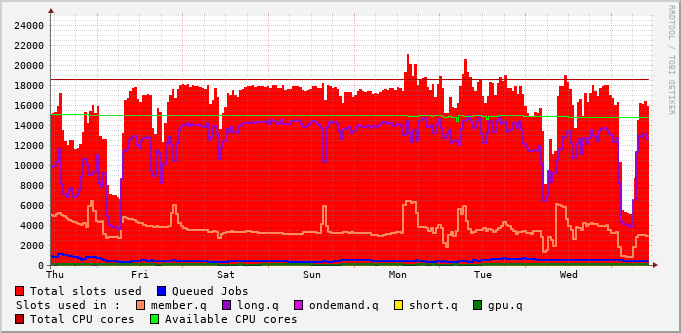 24000
22000
20000
18000
16000
14000
12000
10000
8000
6000
4000
2000
0
Thu Fri Sat Sun Mon Tue Wed
RRDTOOL / TOBI OETIKER
Total slots used Queued Jobs
Slots used in : member.q long.q ondemand.q short.q gpu.q
Total CPU cores Available CPU cores